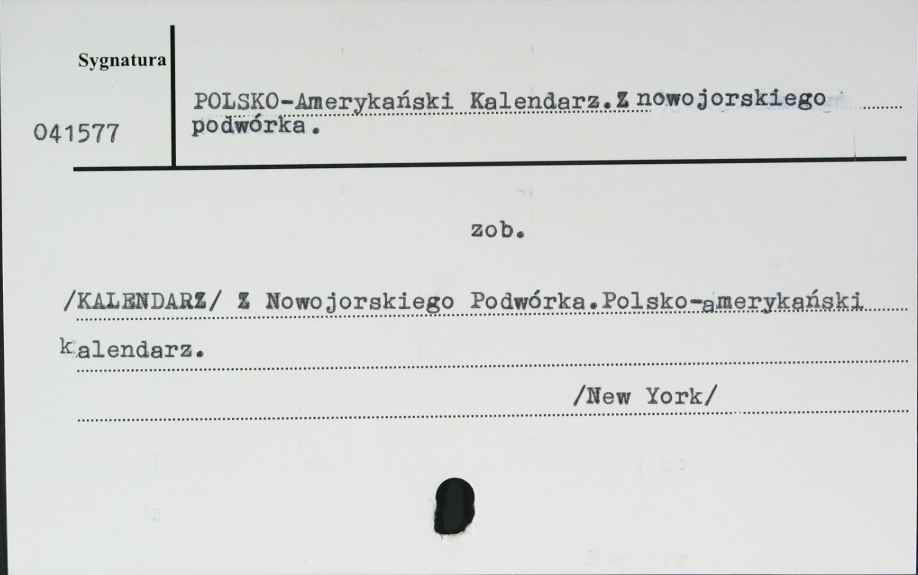 Sygnatura
POLSKO-Amerykański Kalendarz.Z nowojorskiego
041577
podwórka.
zob.
/KALENDARZ/ Z Nowojorskiego Podwórka.Polsko-amerykański
kalendarz.
/New York/